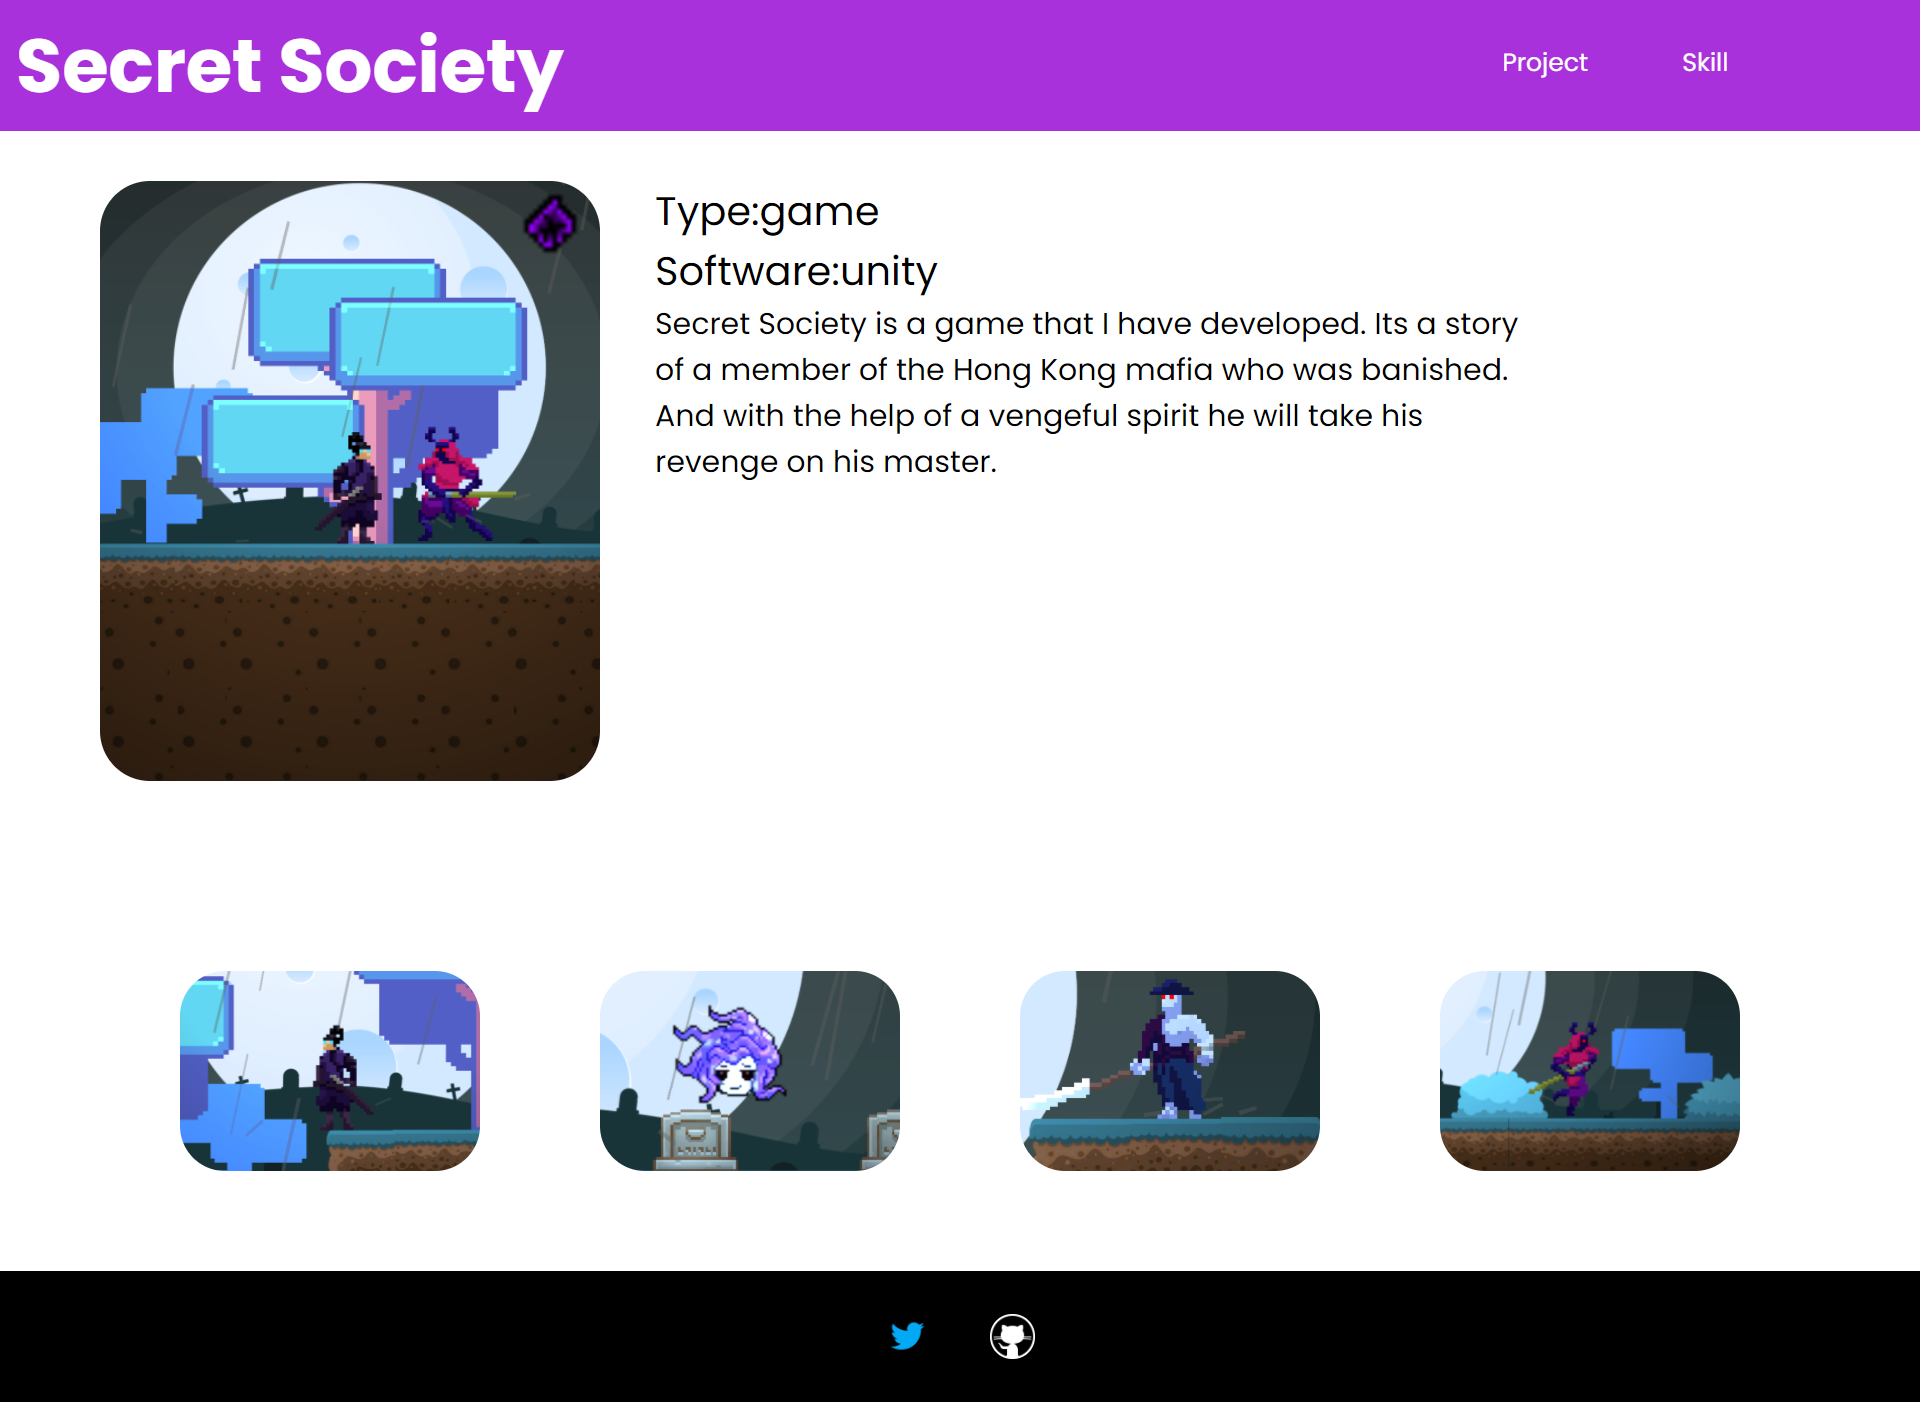 Secret Society
Project
Skill
Type:game
Software:unity
Secret Society is a game that I have developed. Its a story
of a member of the Hong Kong mafia who was banished.
And with the help of a vengeful spirit he will take his
revenge on his master.